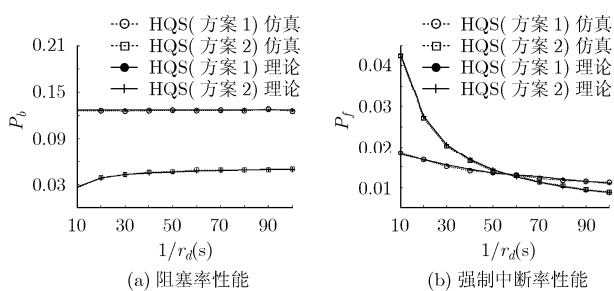 HQS(方案1)仿真
HQS(方案2)仿真
HQS(方案1)理论
HQS(方案2)理论
0.21
0.15
0.09
0.03
P_b
10 30 50 70 90
1/r_d(s)
(a) 阻塞率性能
HQS(方案1)仿真
HQS(方案2)仿真
HQS(方案1)理论
HQS(方案2)理论
0.04
0.03
0.02
0.01
P_f
10 30 50 70 90
1/r_d(s)
(b) 强制中断率性能